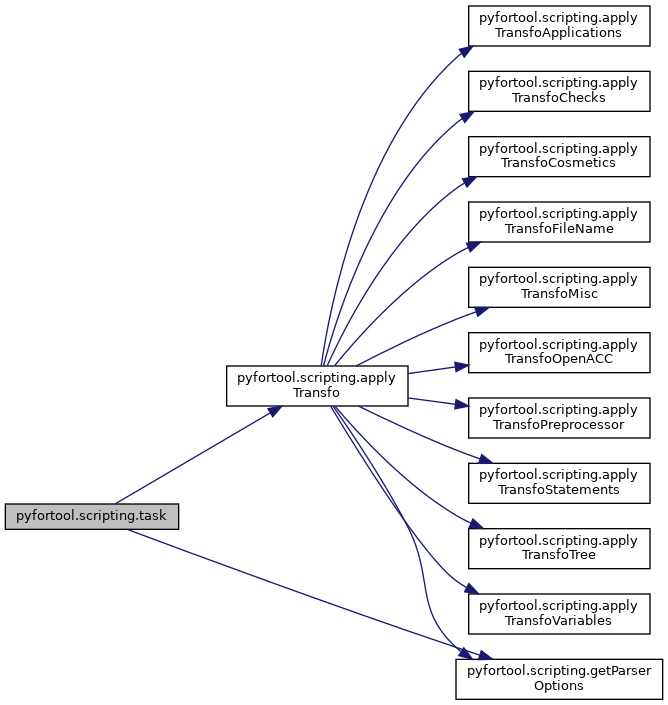 pyfortool.scripting.apply
TransfoApplications
pyfortool.scripting.apply
TransfoChecks
pyfortool.scripting.apply
TransfoCosmetics
pyfortool.scripting.apply
TransfoFileName
pyfortool.scripting.apply
TransfoMisc
pyfortool.scripting.apply
TransfoOpenACC
pyfortool.scripting.apply
Transfo
pyfortool.scripting.apply
TransfoPreprocessor
pyfortool.scripting.apply
TransfoStatements
pyfortool.scripting.task
pyfortool.scripting.apply
TransfoTree
pyfortool.scripting.apply
TransfoVariables
pyfortool.scripting.getParser
Options